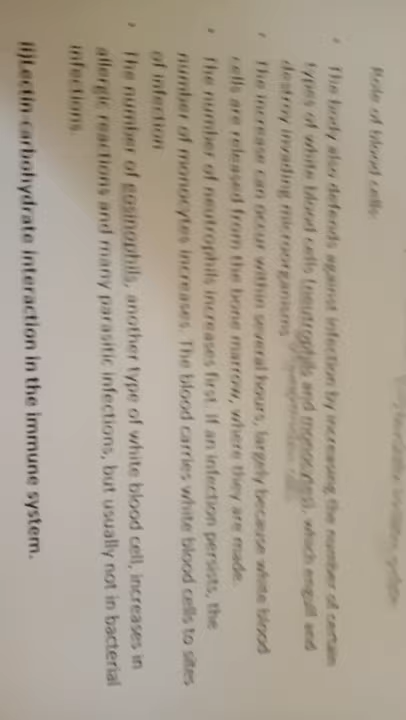 Role of blood cells:
• The body also defends against infection by increasing the number of certain
types of white blood cells (neutrophils and monocytes), which engulf and
destroy invading microorganisms.
• The increase can occur within several hours, largely because white blood
cells are released from the bone marrow, where they are made.
• The number of neutrophils increases first. If an infection persists, the
number of monocytes increases. The blood carries white blood cells to sites
of infection
• The number of eosinophils, another type of white blood cell, increases in
allergic reactions and many parasitic infections, but usually not in bacterial
infections.
II)Lectin carbohydrate interaction in the immune system.